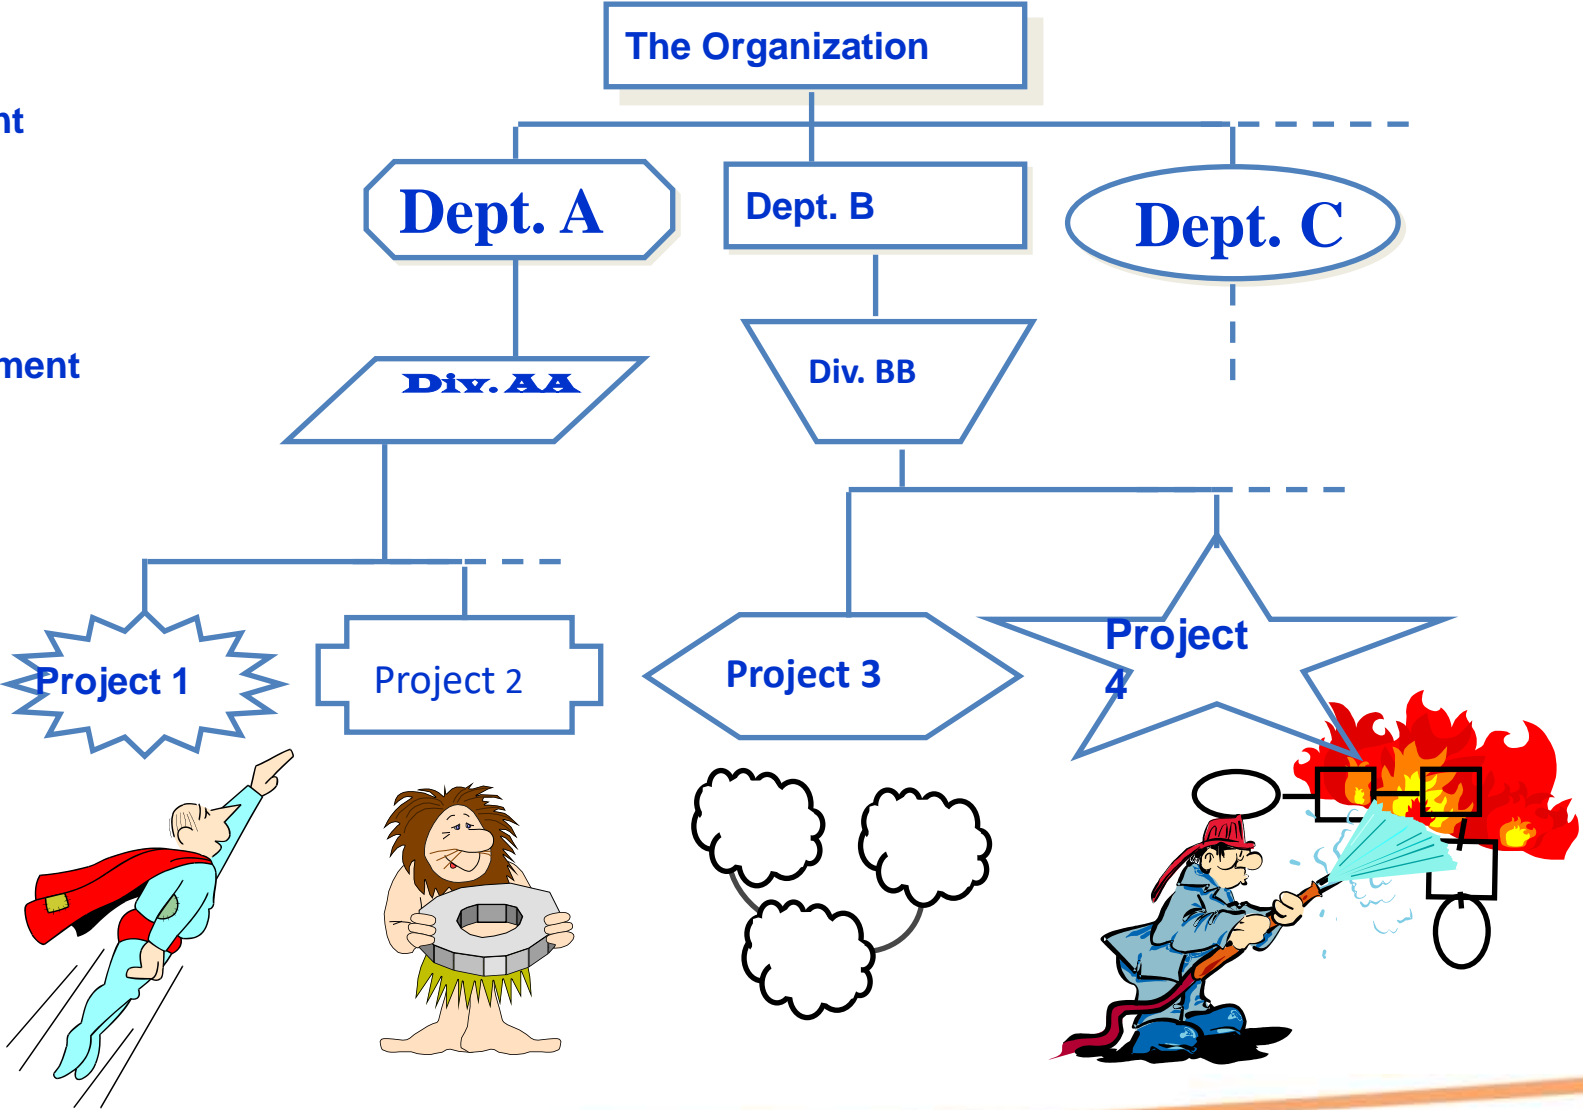 The Organization
nt
Dept. A
Dept. B
Dept. C
ment
Div. AA
Div. BB
Project 1
Project 2
Project 3
Project
4